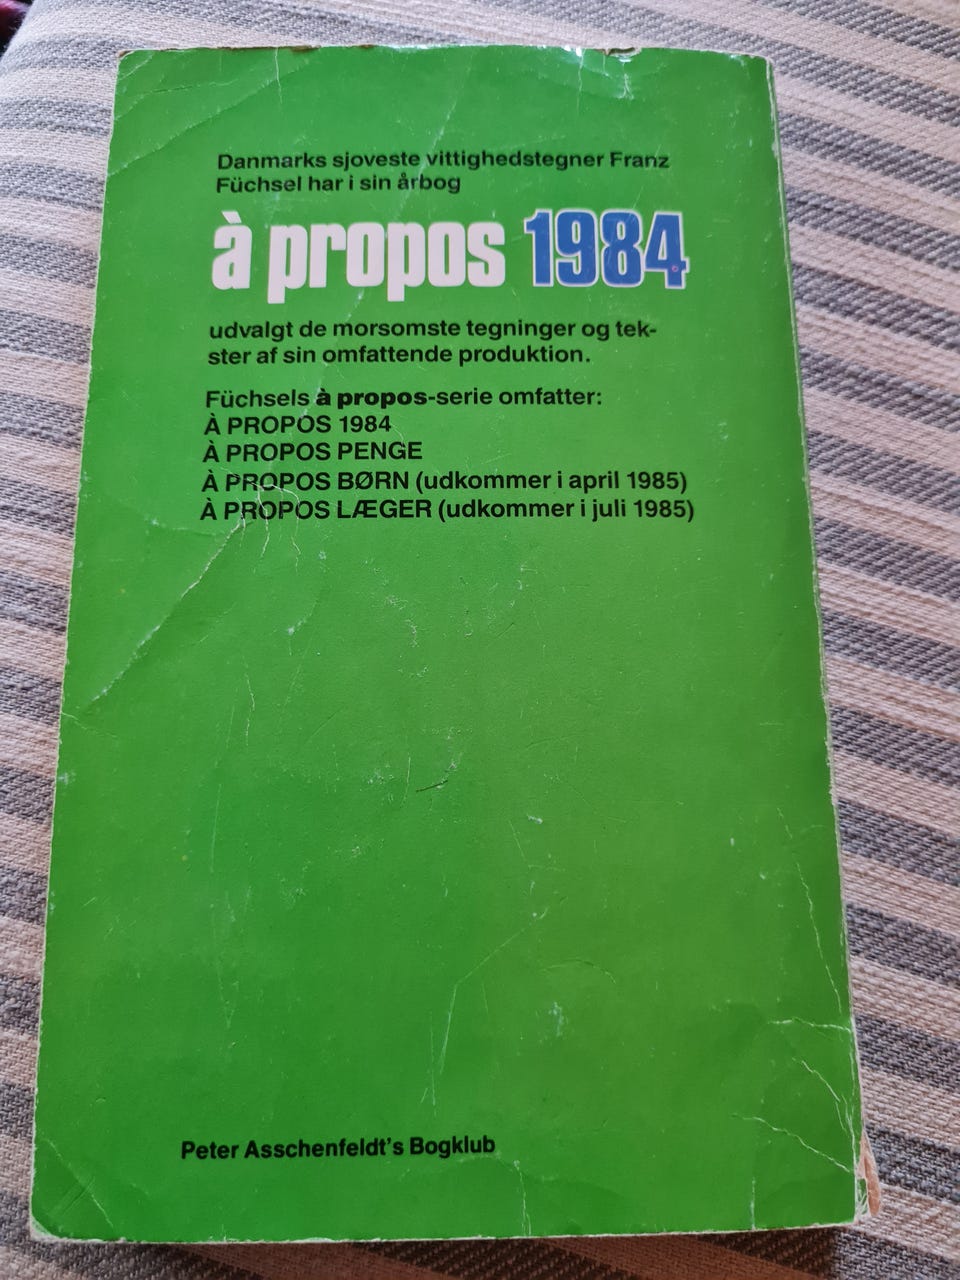 Danmarks sjoveste vittighedstegner Franz
Füchsel har i sin årbog
à propos 1984
udvalgt de morsomste tegninger og tek-
ster af sin omfattende produktion.
Füchsels à propos-serie omfatter:
À PROPOS 1984
À PROPOS PENGE
À PROPOS BØRN (udkommer i april 1985)
À PROPOS LÆGER (udkommer i juli 1985)
Peter Asschenfeldt's Bogklub